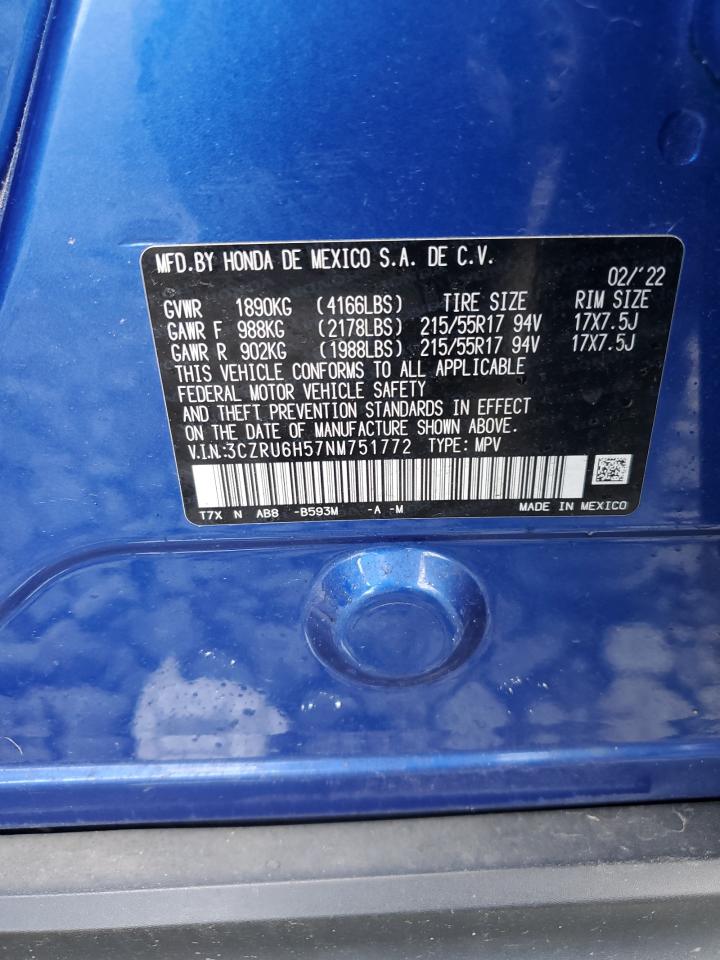 MFD.BY HONDA DE MEXICO S.A. DE C.V.
02/'22
GVWR 1890KG (4166LBS) TIRE SIZE RIM SIZE
GAWR F 988KG (2178LBS) 215/55R17 94V 17X7.5J
GAWR R 902KG (1988LBS) 215/55R17 94V 17X7.5J
THIS VEHICLE CONFORMS TO ALL APPLICABLE
FEDERAL MOTOR VEHICLE SAFETY
AND THEFT PREVENTION STANDARDS IN EFFECT
ON THE DATE OF MANUFACTURE SHOWN ABOVE.
V.I.N:3CZRU6H57NM751772 TYPE: MPV
T7X N AB8 -B593M -A -M MADE IN MEXICO